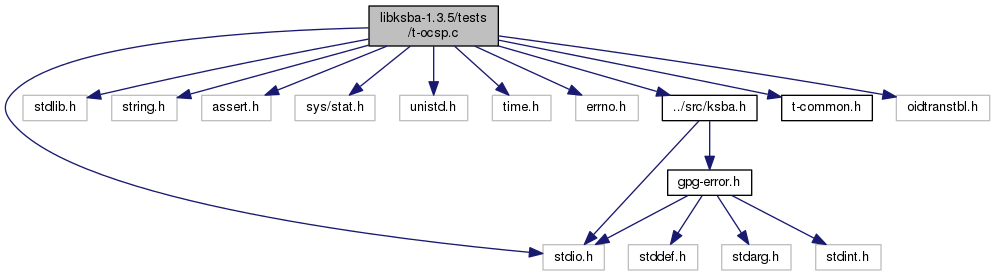 libksba-1.3.5/tests
/t-ocsp.c
stdlib.h
string.h
assert.h
sys/stat.h
unistd.h
time.h
errno.h
../src/ksba.h
t-common.h
oidtranstbl.h
gpg-error.h
stdio.h
stddef.h
stdarg.h
stdint.h